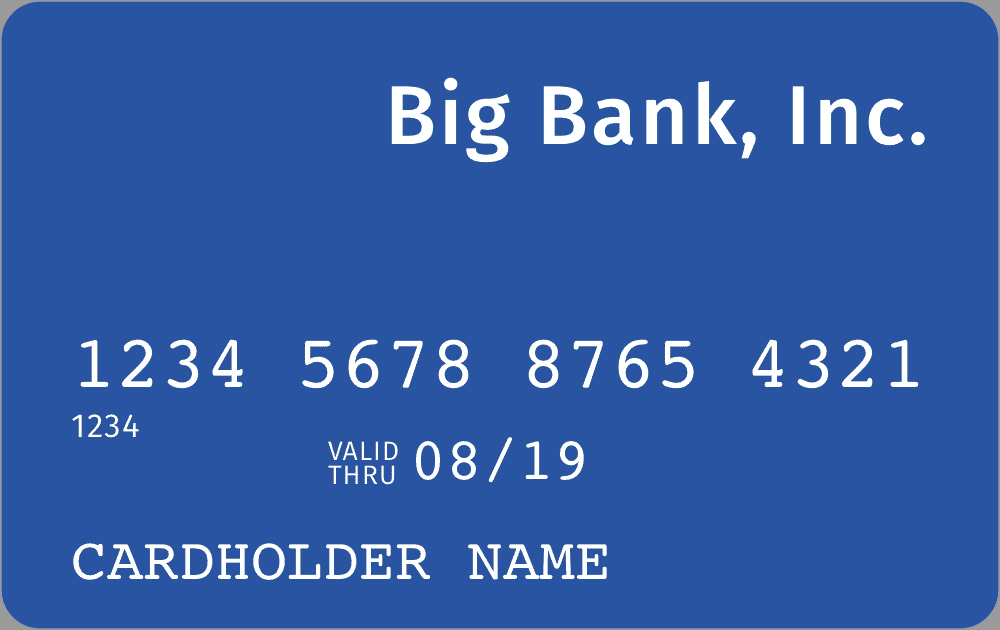 Big Bank, Inc.
1234 5678 8765 4321
1234
VALID
THRU 08/19
CARDHOLDER NAME